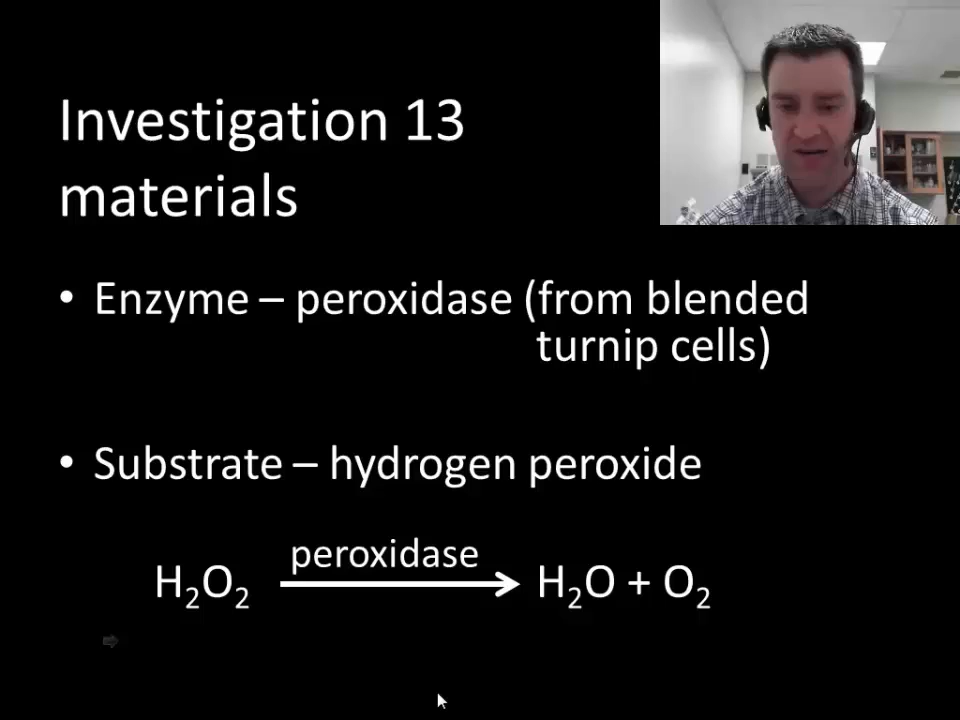 Investigation 13
materials
• Enzyme – peroxidase (from blended
turnip cells)
• Substrate – hydrogen peroxide
peroxidase
H₂O₂ → H₂O + O₂